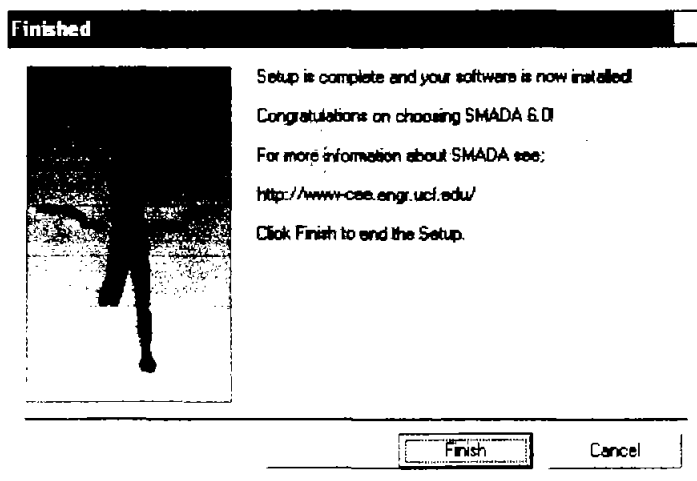 Finished
Setup is complete and your software is now installed!
Congratulations on choosing SMADA 6.0!
For more information about SMADA see:
http://www-cee.engr.ucf.edu/
Click Finish to end the Setup.
Finish
Cancel